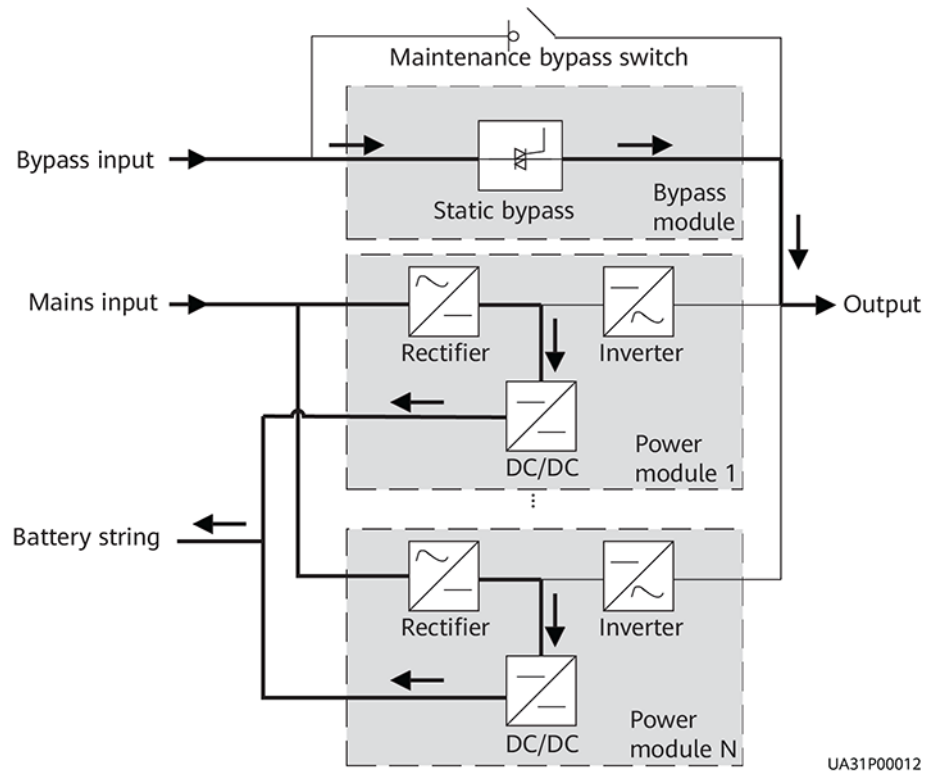 Maintenance bypass switch
Bypass input
Static bypass
Bypass
module
Mains input
Output
Rectifier
Inverter
DC/DC
Power
module 1
Battery string
Rectifier
Inverter
DC/DC
Power
module N
UA31P00012